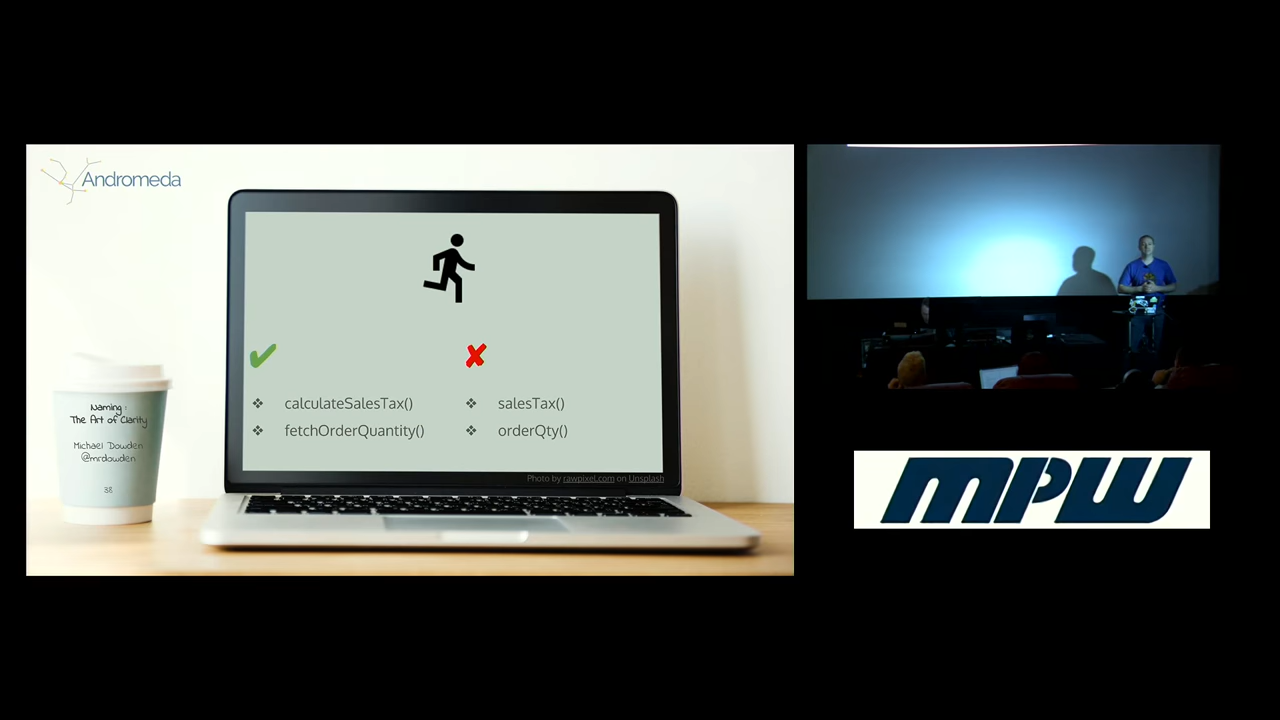 Andromeda
✔
✘
❖ calculateSalesTax()
❖ fetchOrderQuantity()
❖ salesTax()
❖ orderQty()
Photo by rawpixel.com on Unsplash
Naming :
The Art of Clarity
Michael Dowden
@mrdowden
38
MPW